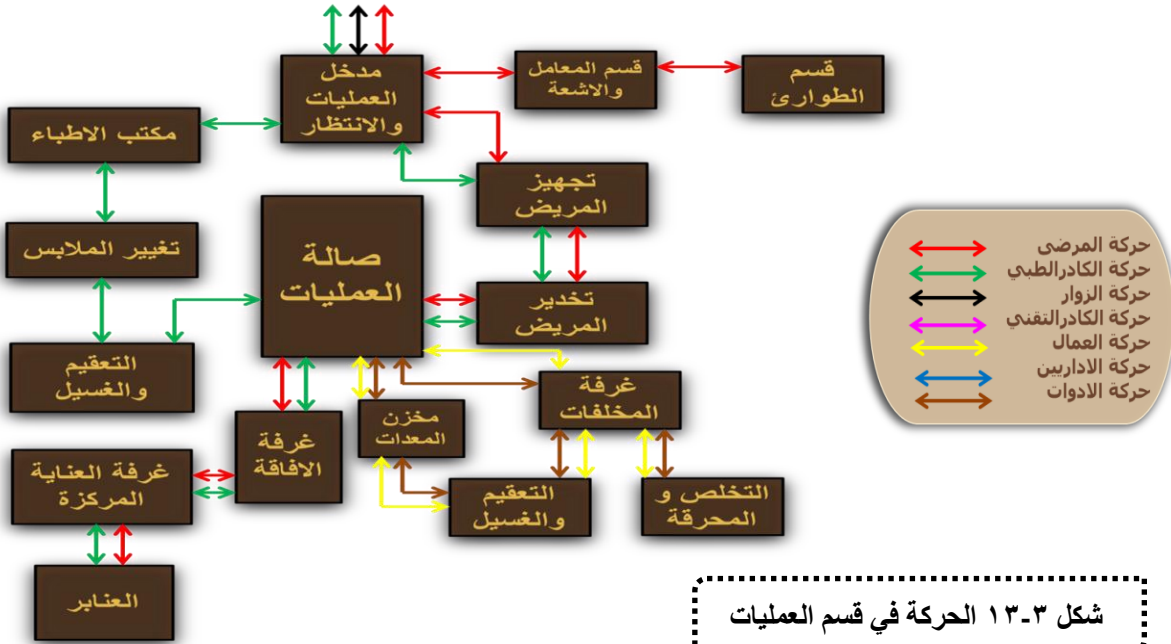 مدخل
العمليات
والانتظار
قسم المعامل
والاشعة
قسم
الطوارئ
مكتب الاطباء
تجهيز
المريض
تغيير الملابس
صالة
العمليات
تخدير
المريض
التعقيم
والغسيل
غرفة
المخلفات
مخزن
المعدات
غرفة
الافاقة
غرفة العناية
المركزة
التعقيم
والغسيل
التخلص و
المحرقة
العنابر
حركة المرضى
حركة الكادرالطبي
حركة الزوار
حركة الكادرالتقني
حركة العمال
حركة الاداريين
حركة الادوات
شكل ٣-١٣ الحركة في قسم العمليات